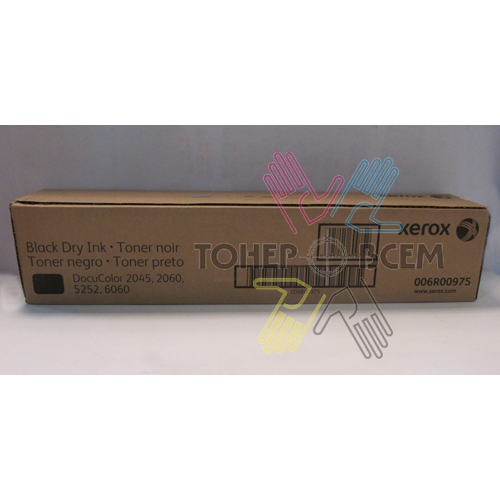 Black Dry Ink • Toner noir
Toner negro • Toner preto
DocuColor 2045, 2060,
5252, 6060
xerox
006R00975
www.xerox.com
ТОНЕР ВСЕМ